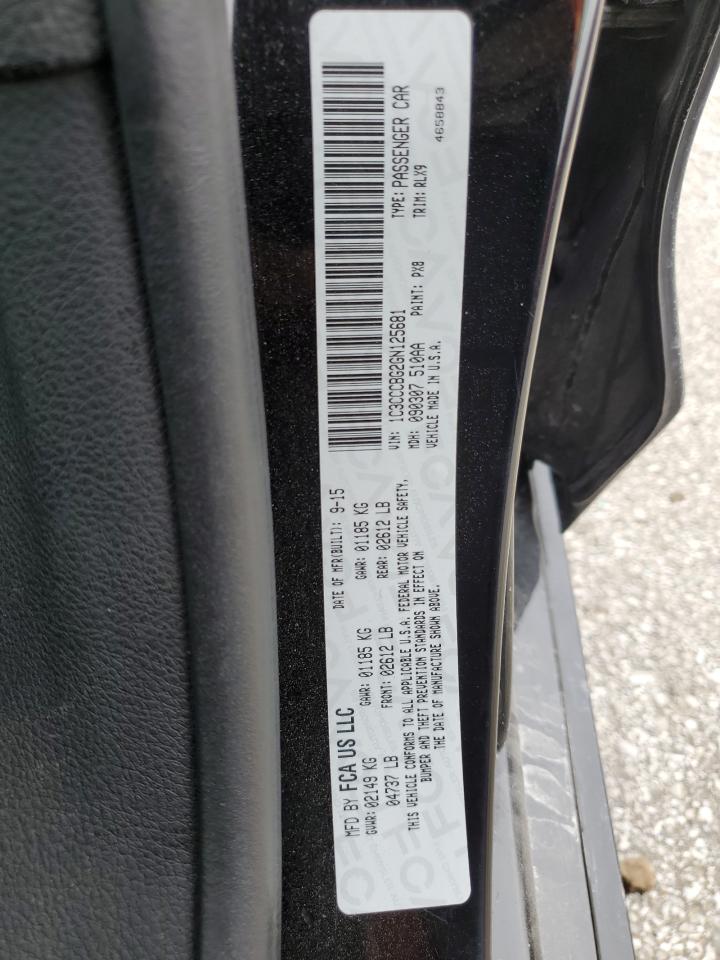 MFD BY FCA US LLC
DATE OF MFR(BUILT): 9-15
GVWR: 02149 KG
GAWR: 01185 KG
GAWR: 01185 KG
04737 LB
FRONT: 02612 LB
REAR: 02612 LB
THIS VEHICLE CONFORMS TO ALL APPLICABLE U.S.A. FEDERAL MOTOR VEHICLE SAFETY,
BUMPER AND THEFT PREVENTION STANDARDS IN EFFECT ON
THE DATE OF MANUFACTURE SHOWN ABOVE.
VIN: 1C3CCCBG2GN125681
TYPE: PASSENGER CAR
MDH: 090307 510AA
PAINT: PX8
TRIM: RLX9
VEHICLE MADE IN U.S.A.
4658843